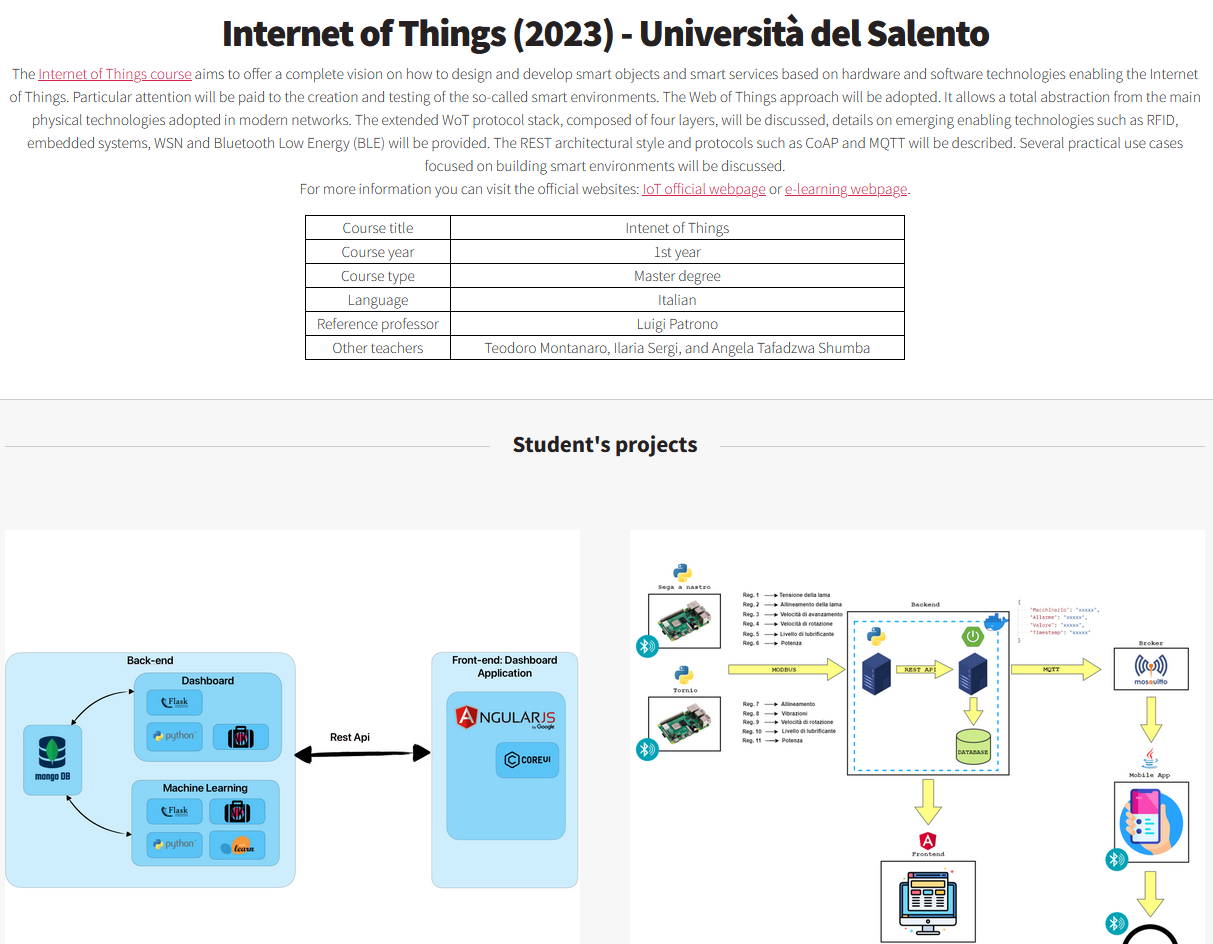 Internet of Things (2023) - Università del Salento
The Internet of Things course aims to offer a complete vision on how to design and develop smart objects and smart services based on hardware and software technologies enabling the Internet
of Things. Particular attention will be paid to the creation and testing of the so-called smart environments. The Web of Things approach will be adopted. It allows a total abstraction from the main
physical technologies adopted in modern networks. The extended WoT protocol stack, composed of four layers, will be discussed, details on emerging enabling technologies such as RFID,
embedded systems, WSN and Bluetooth Low Energy (BLE) will be provided. The REST architectural style and protocols such as CoAP and MQTT will be described. Several practical use cases
focused on building smart environments will be discussed.
For more information you can visit the official websites: IoT official webpage or e-learning webpage.
Course title Intenet of Things
Course year 1st year
Course type Master degree
Language Italian
Reference professor Luigi Patrono
Other teachers Teodoro Montanaro, Ilaria Sergi, and Angela Tafadzwa Shumba
Student's projects
Back-end
Dashboard
Flask
python
mongo DB
Machine Learning
Flask
python
learn
Rest Api
Front-end: Dashboard
Application
ANGULARJS
by Google
COREUI
Sega a nastro
Reg. 1 Tensione della lama
Reg. 2 Allineamento della lama
Reg. 3 Velocità di avanzamento
Reg. 4 Velocità di rotazione
Reg. 5 Livello di lubrificante
Reg. 6 Potenza
MODBUS
Tornio
Reg. 7 Allineamento
Reg. 8 Vibrazioni
Reg. 9 Velocità di rotazione
Reg. 10 Livello di lubrificante
Reg. 11 Potenza
Backend
REST API
DATABASE
{
"Macchinario": "xxxxx",
"Allarme": "xxxxx",
"Valore": "xxxxx",
"Timestamp": "xxxxx"
}
MQTT
Broker
mosquitto
Mobile App
Frontend